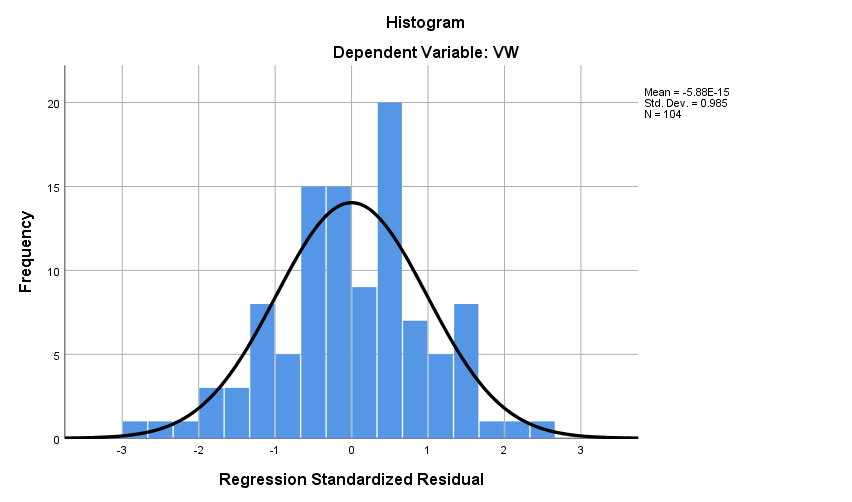 Histogram
Dependent Variable: VW
Mean = -5.88E-15
Std. Dev. = 0.985
N = 104
20
15
10
5
0
Frequency
-3 -2 -1 0 1 2 3
Regression Standardized Residual